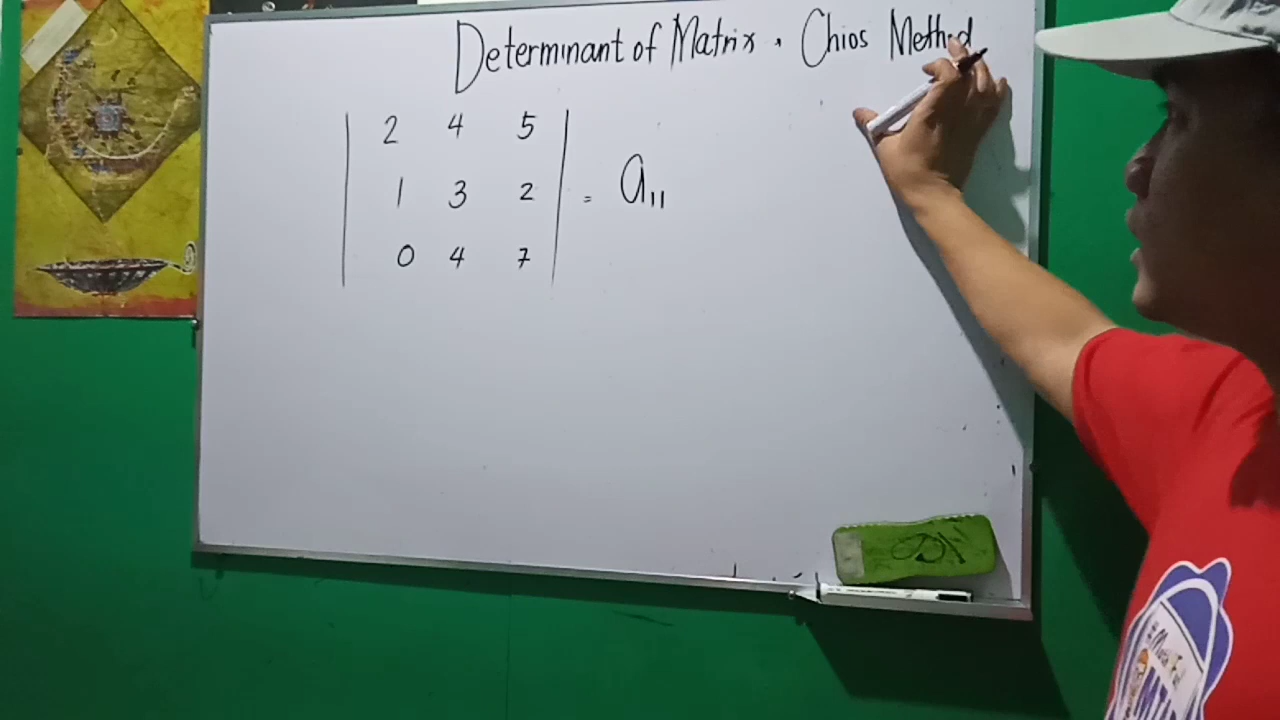 Determinant of Matrix . Chios Method
2 4 5
1 3 2 = a₁₁
0 4 7